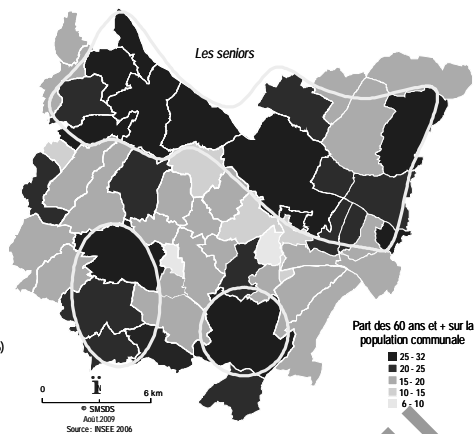 Les seniors
Part des 60 ans et + sur la
population communale
25 - 32
20 - 25
15 - 20
10 - 15
6 - 10
0 6 km
© SMSDS
Août 2009
Source : INSEE 2006